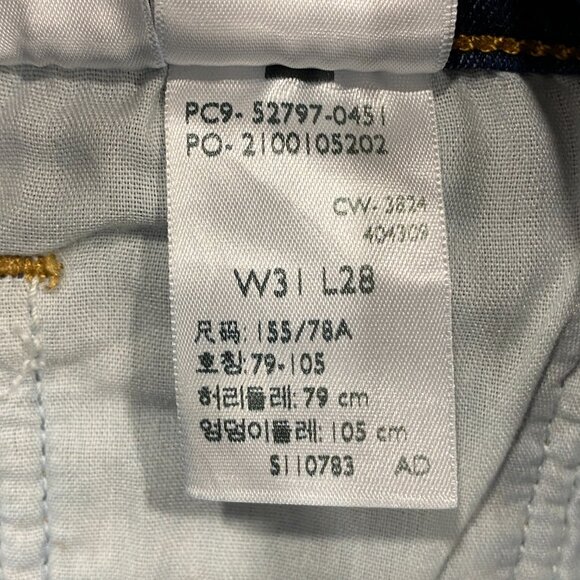 PC9- 52797-0451
PO- 2100105202
CW- 3824
404309
W31 L28
尺码: 155/78A
호칭: 79-105
허리둘레: 79 cm
엉덩이둘레: 105 cm
S110783 AD